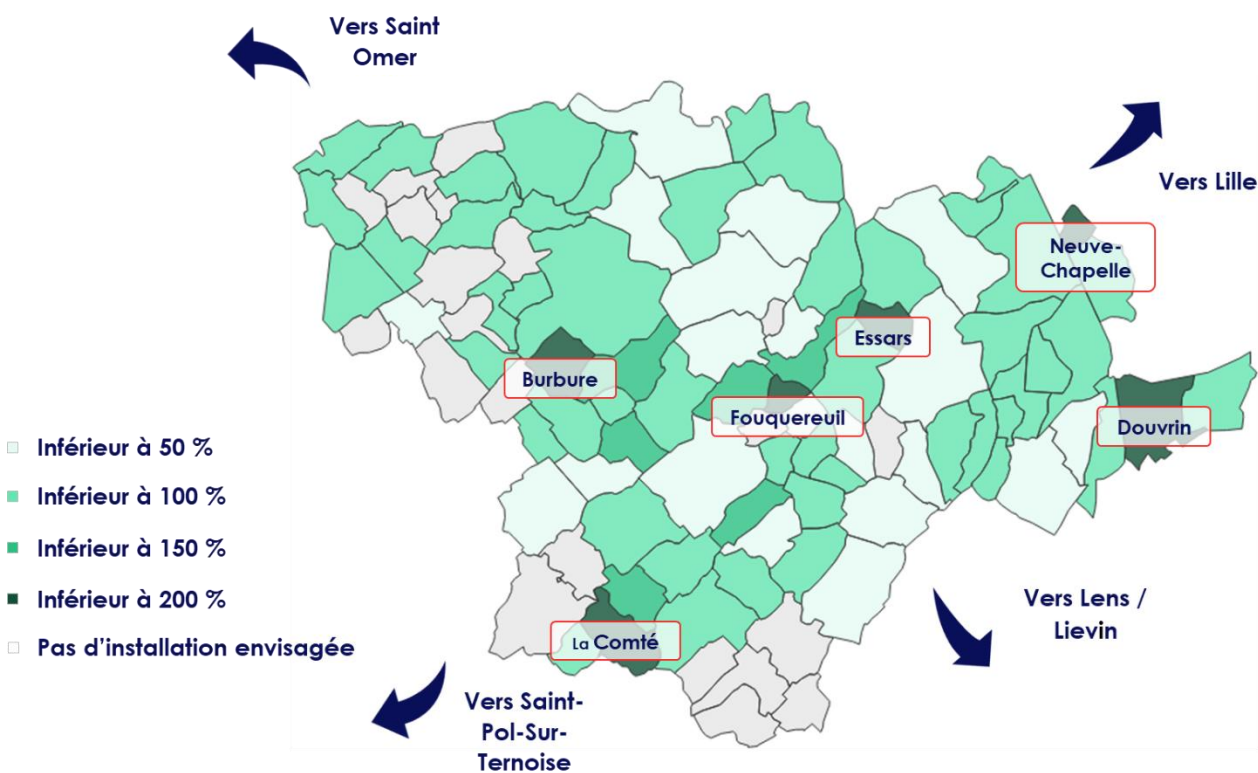 Vers Saint
Omer
Vers Lille
Neuve-
Chapelle
Essars
Burbure
Fouquereuil
Douvrin
Inférieur à 50 %
Inférieur à 100 %
Inférieur à 150 %
Inférieur à 200 %
Pas d'installation envisagée
La Comté
Vers Lens /
Lievin
Vers Saint-
Pol-Sur-
Ternoise